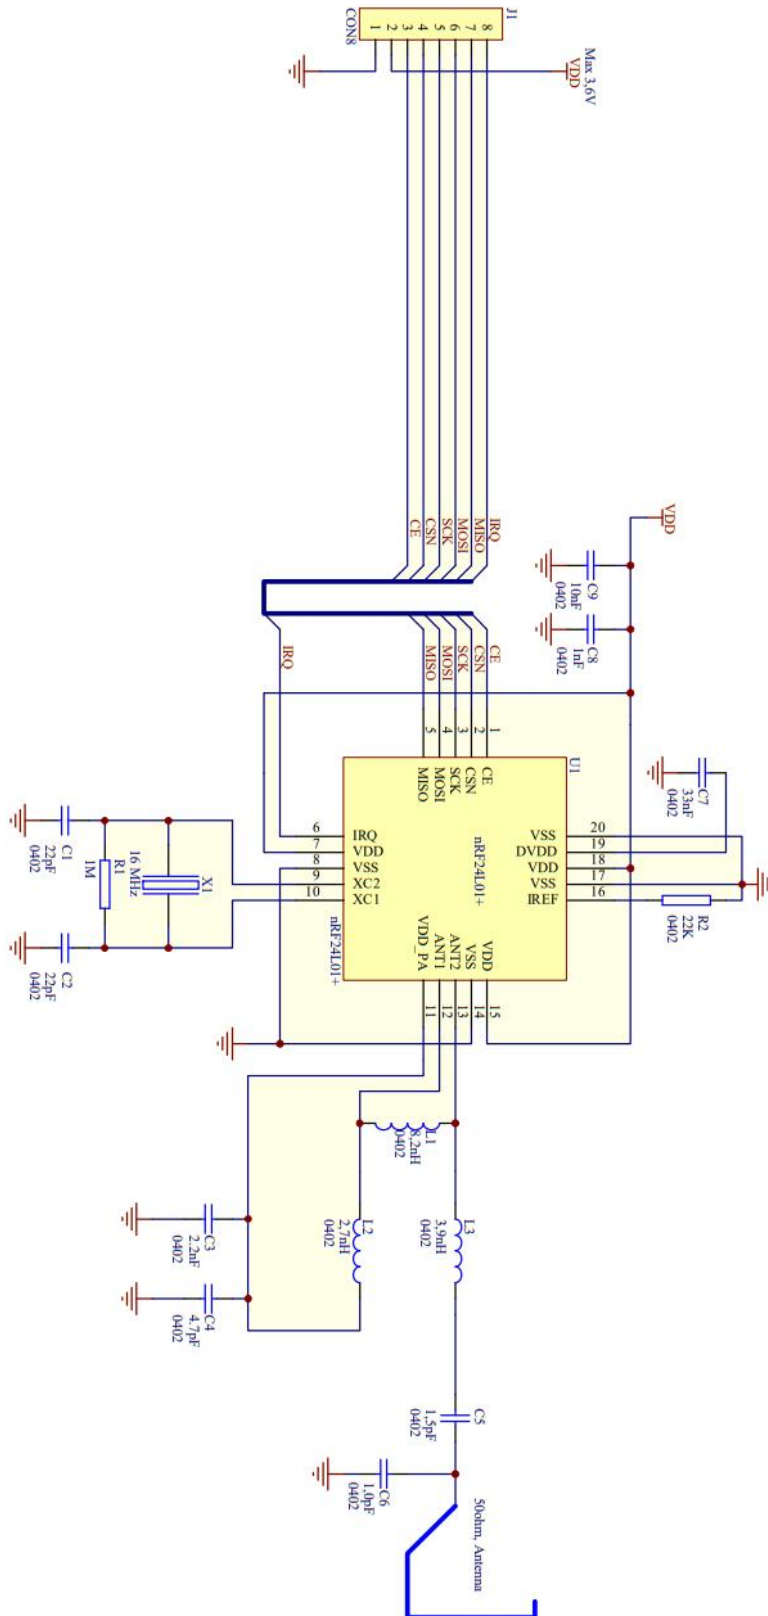 J1
8
7
6
5
4
3
2
1
CON8
Max 3,6V
VDD
IRQ
MISO
MOSI
SCK
CSN
CE
VDD
C9
10nF
0402
C8
1nF
0402
CE
CSN
SCK
MOSI
MISO
IRQ
1
2
3
4
5
U1
CE
CSN
SCK
MOSI
MISO
C7
33nF
0402
nRF24L01+
VSS
DVDD
VDD
VSS
IREF
20
19
18
17
16
6
7
8
9
10
IRQ
VDD
VSS
XC2
XC1
R2
22K
0402
C1
22pF
0402
X1
16 MHz
R1
1M
C2
22pF
0402
nRF24L01+
VDD
VSS
ANT2
ANT1
VDD_PA
15
14
13
12
11
L1
8,2nH
0402
L3
3,9nH
0402
L2
2,7nH
0402
C3
2.2nF
0402
C4
4.7pF
0402
C5
1,5pF
0402
C6
1,0pF
0402
50ohm, Antenna